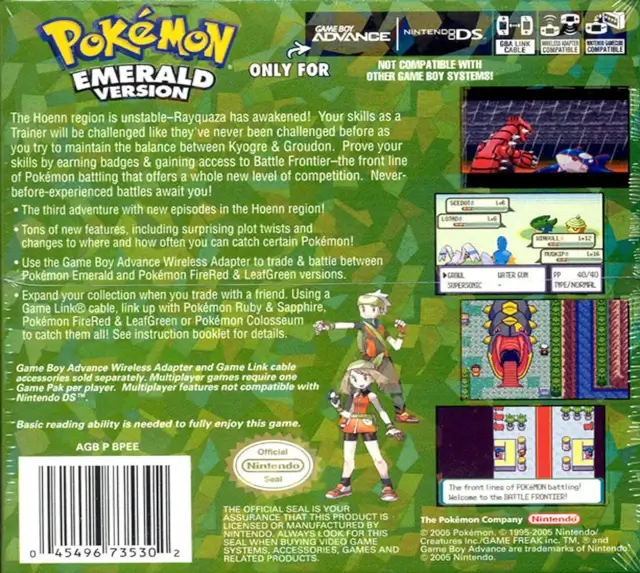 POKéMON
EMERALD
VERSION
ONLY FOR
GAME BOY
ADVANCE
NINTENDO DS
GBA LINK
CABLE
WIRELESS ADAPTER
COMPATIBLE
NINTENDO GAMECUBE
COMPATIBLE
NOT COMPATIBLE WITH
OTHER GAME BOY SYSTEMS!
The Hoenn region is unstable–Rayquaza has awakened! Your skills as a
Trainer will be challenged like they've never been challenged before as
you try to maintain the balance between Kyogre & Groudon. Prove your
skills by earning badges & gaining access to Battle Frontier–the front line
of Pokémon battling that offers a whole new level of competition. Never-
before-experienced battles await you!
• The third adventure with new episodes in the Hoenn region!
• Tons of new features, including surprising plot twists and
changes to where and how often you can catch certain Pokémon!
• Use the Game Boy Advance Wireless Adapter to trade & battle between
Pokémon Emerald and Pokémon FireRed & LeafGreen versions.
• Expand your collection when you trade with a friend. Using a
Game Link® cable, link up with Pokémon Ruby & Sapphire,
Pokémon FireRed & LeafGreen or Pokémon Colosseum
to catch them all! See instruction booklet for details.
Game Boy Advance Wireless Adapter and Game Link cable
accessories sold separately. Multiplayer games require one
Game Pak per player. Multiplayer features not compatible with
Nintendo DS™.
Basic reading ability is needed to fully enjoy this game.
AGB P BPEE
0 45496 73530 2
Official
Nintendo
Seal
THE OFFICIAL SEAL IS YOUR
ASSURANCE THAT THIS PRODUCT IS
LICENSED OR MANUFACTURED BY
NINTENDO. ALWAYS LOOK FOR THIS
SEAL WHEN BUYING VIDEO GAME
SYSTEMS, ACCESSORIES, GAMES AND
RELATED PRODUCTS.
SEEDOT♂ Lv6
LOTAD♂ Lv6
WINGULL♂ Lv12
MUDKIP♂ Lv16
▶GROWL WATER GUN
SUPERSONIC -
PP 40/40
TYPE/NORMAL
The front lines of POKéMON battling!
Welcome to the BATTLE FRONTIER!
The Pokémon Company Nintendo
© 2005 Pokémon. © 1995-2005 Nintendo/
Creatures Inc./GAME FREAK inc. TM, ® and
Game Boy Advance are trademarks of Nintendo.
© 2005 Nintendo.